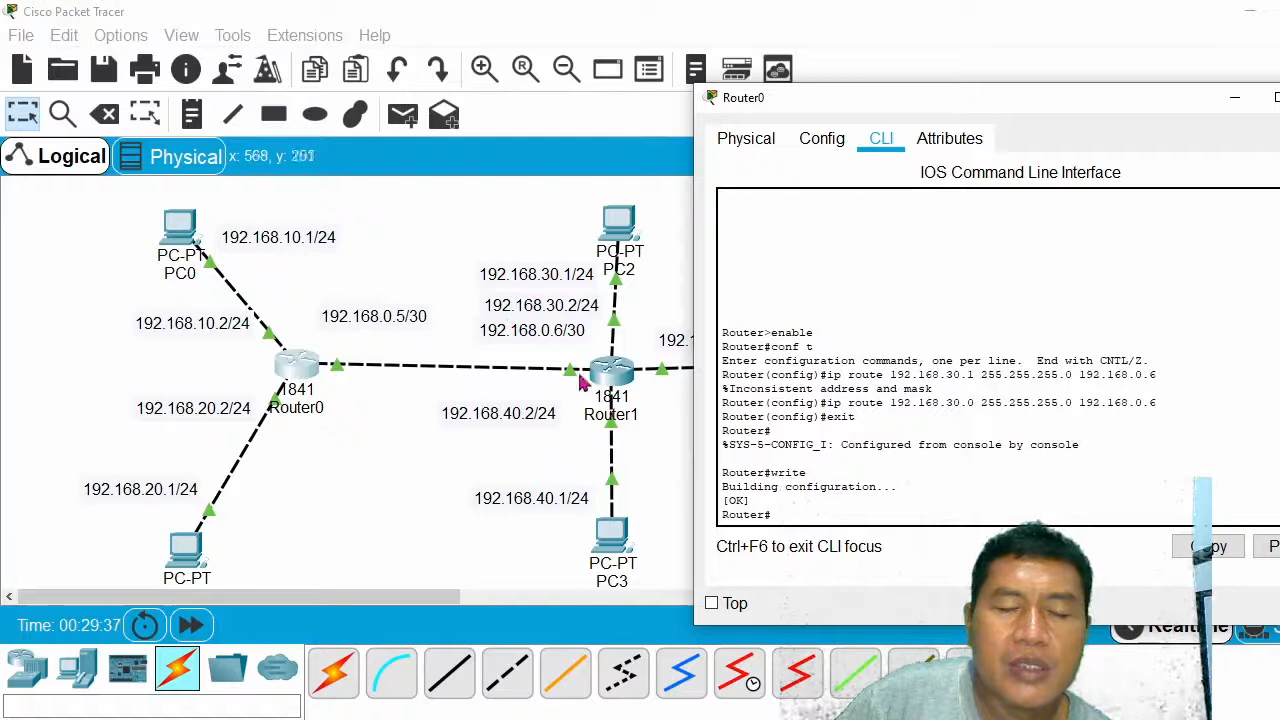 Cisco Packet Tracer
File Edit Options View Tools Extensions Help
Logical Physical x: 568, y:
Router0
Physical Config CLI Attributes
IOS Command Line Interface
Router>enable
Router#conf t
Enter configuration commands, one per line. End with CNTL/Z.
Router(config)#ip route 192.168.30.1 255.255.255.0 192.168.0.6
%Inconsistent address and mask
Router(config)#ip route 192.168.30.0 255.255.255.0 192.168.0.6
Router(config)#exit
Router#
%SYS-5-CONFIG_I: Configured from console by console
Router#write
Building configuration...
[OK]
Router#
Ctrl+F6 to exit CLI focus
Copy
Top
192.168.10.1/24
PC-PT
PC0
192.168.10.2/24
192.168.0.5/30
1841
Router0
192.168.20.2/24
192.168.20.1/24
PC-PT
PC-PT
PC2
192.168.30.1/24
192.168.30.2/24
192.168.0.6/30
192.1
1841
Router1
192.168.40.2/24
192.168.40.1/24
PC-PT
PC3
Time: 00:29:37
Realtime